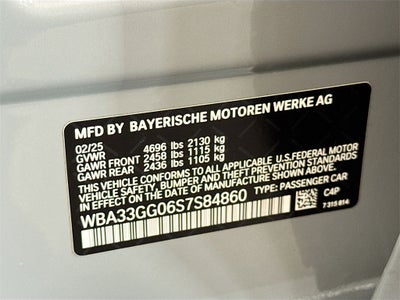 MFD BY BAYERISCHE MOTOREN WERKE AG
02/25 4696 lbs 2130 kg
GVWR
GAWR FRONT 2458 lbs 1115 kg
GAWR REAR 2436 lbs 1105 kg
THIS VEHICLE CONFORMS TO ALL APPLICABLE U.S.FEDERAL MOTOR
VEHICLE SAFETY, BUMPER, AND THEFT PREVENTION STANDARDS
IN EFFECT ON THE DATE OF MANUFACTURE SHOWN ABOVE.
WBA33GG06S7S84860 TYPE: PASSENGER CAR
C4P
7 315 814